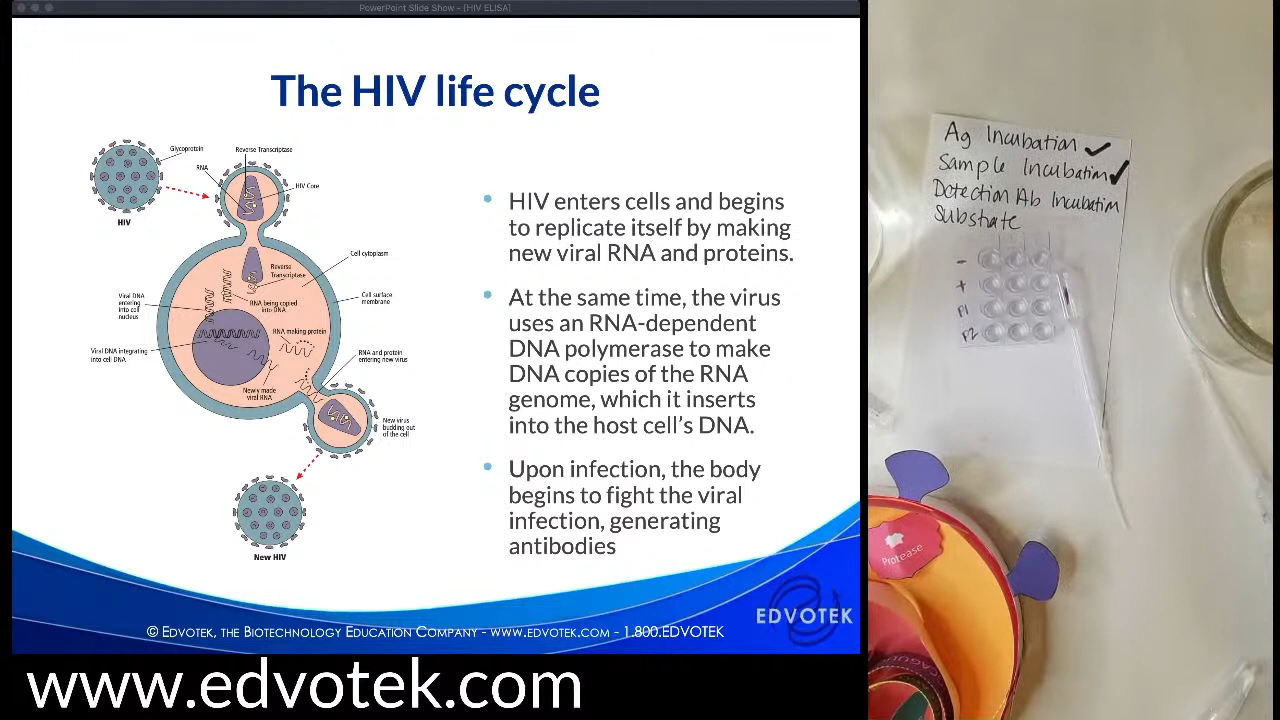 PowerPoint Slide Show - [HIV ELISA]
The HIV life cycle
Glycoprotein
Reverse Transcriptase
RNA
HIV Core
HIV
Cell cytoplasm
Reverse
Transcriptase
Viral DNA
entering
into cell
nucleus
RNA being copied
into DNA
Cell surface
membrane
RNA making protein
Viral DNA integrating
into cell DNA
RNA and protein
entering new virus
Newly made
viral RNA
New virus
budding out
of the cell
New HIV
HIV enters cells and begins
to replicate itself by making
new viral RNA and proteins.
At the same time, the virus
uses an RNA-dependent
DNA polymerase to make
DNA copies of the RNA
genome, which it inserts
into the host cell's DNA.
Upon infection, the body
begins to fight the viral
infection, generating
antibodies
EDVOTEK
© EDVOTEK, THE BIOTECHNOLOGY EDUCATION COMPANY - WWW.EDVOTEK.COM - 1.800.EDVOTEK
www.edvotek.com
Ag Incubation ✓
Sample Incubation ✓
Detection Ab Incubation
Substrate
-
+
P1
P2
Protease